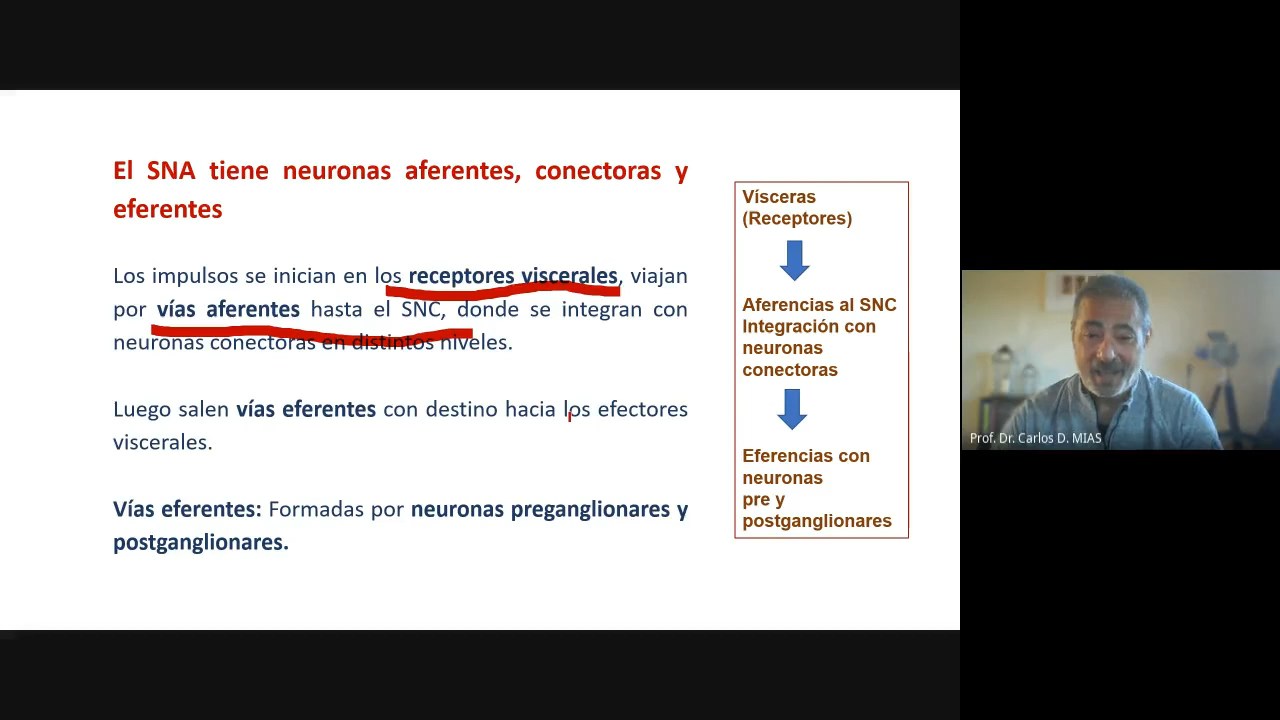 El SNA tiene neuronas aferentes, conectoras y
eferentes
Los impulsos se inician en los receptores viscerales, viajan
por vías aferentes hasta el SNC, donde se integran con
neuronas conectoras en distintos niveles.
Luego salen vías eferentes con destino hacia los efectores
viscerales.
Vías eferentes: Formadas por neuronas preganglionares y
postganglionares.
Vísceras
(Receptores)
Aferencias al SNC
Integración con
neuronas
conectoras
Eferencias con
neuronas
pre y
postganglionares
Prof. Dr. Carlos D. MIAS